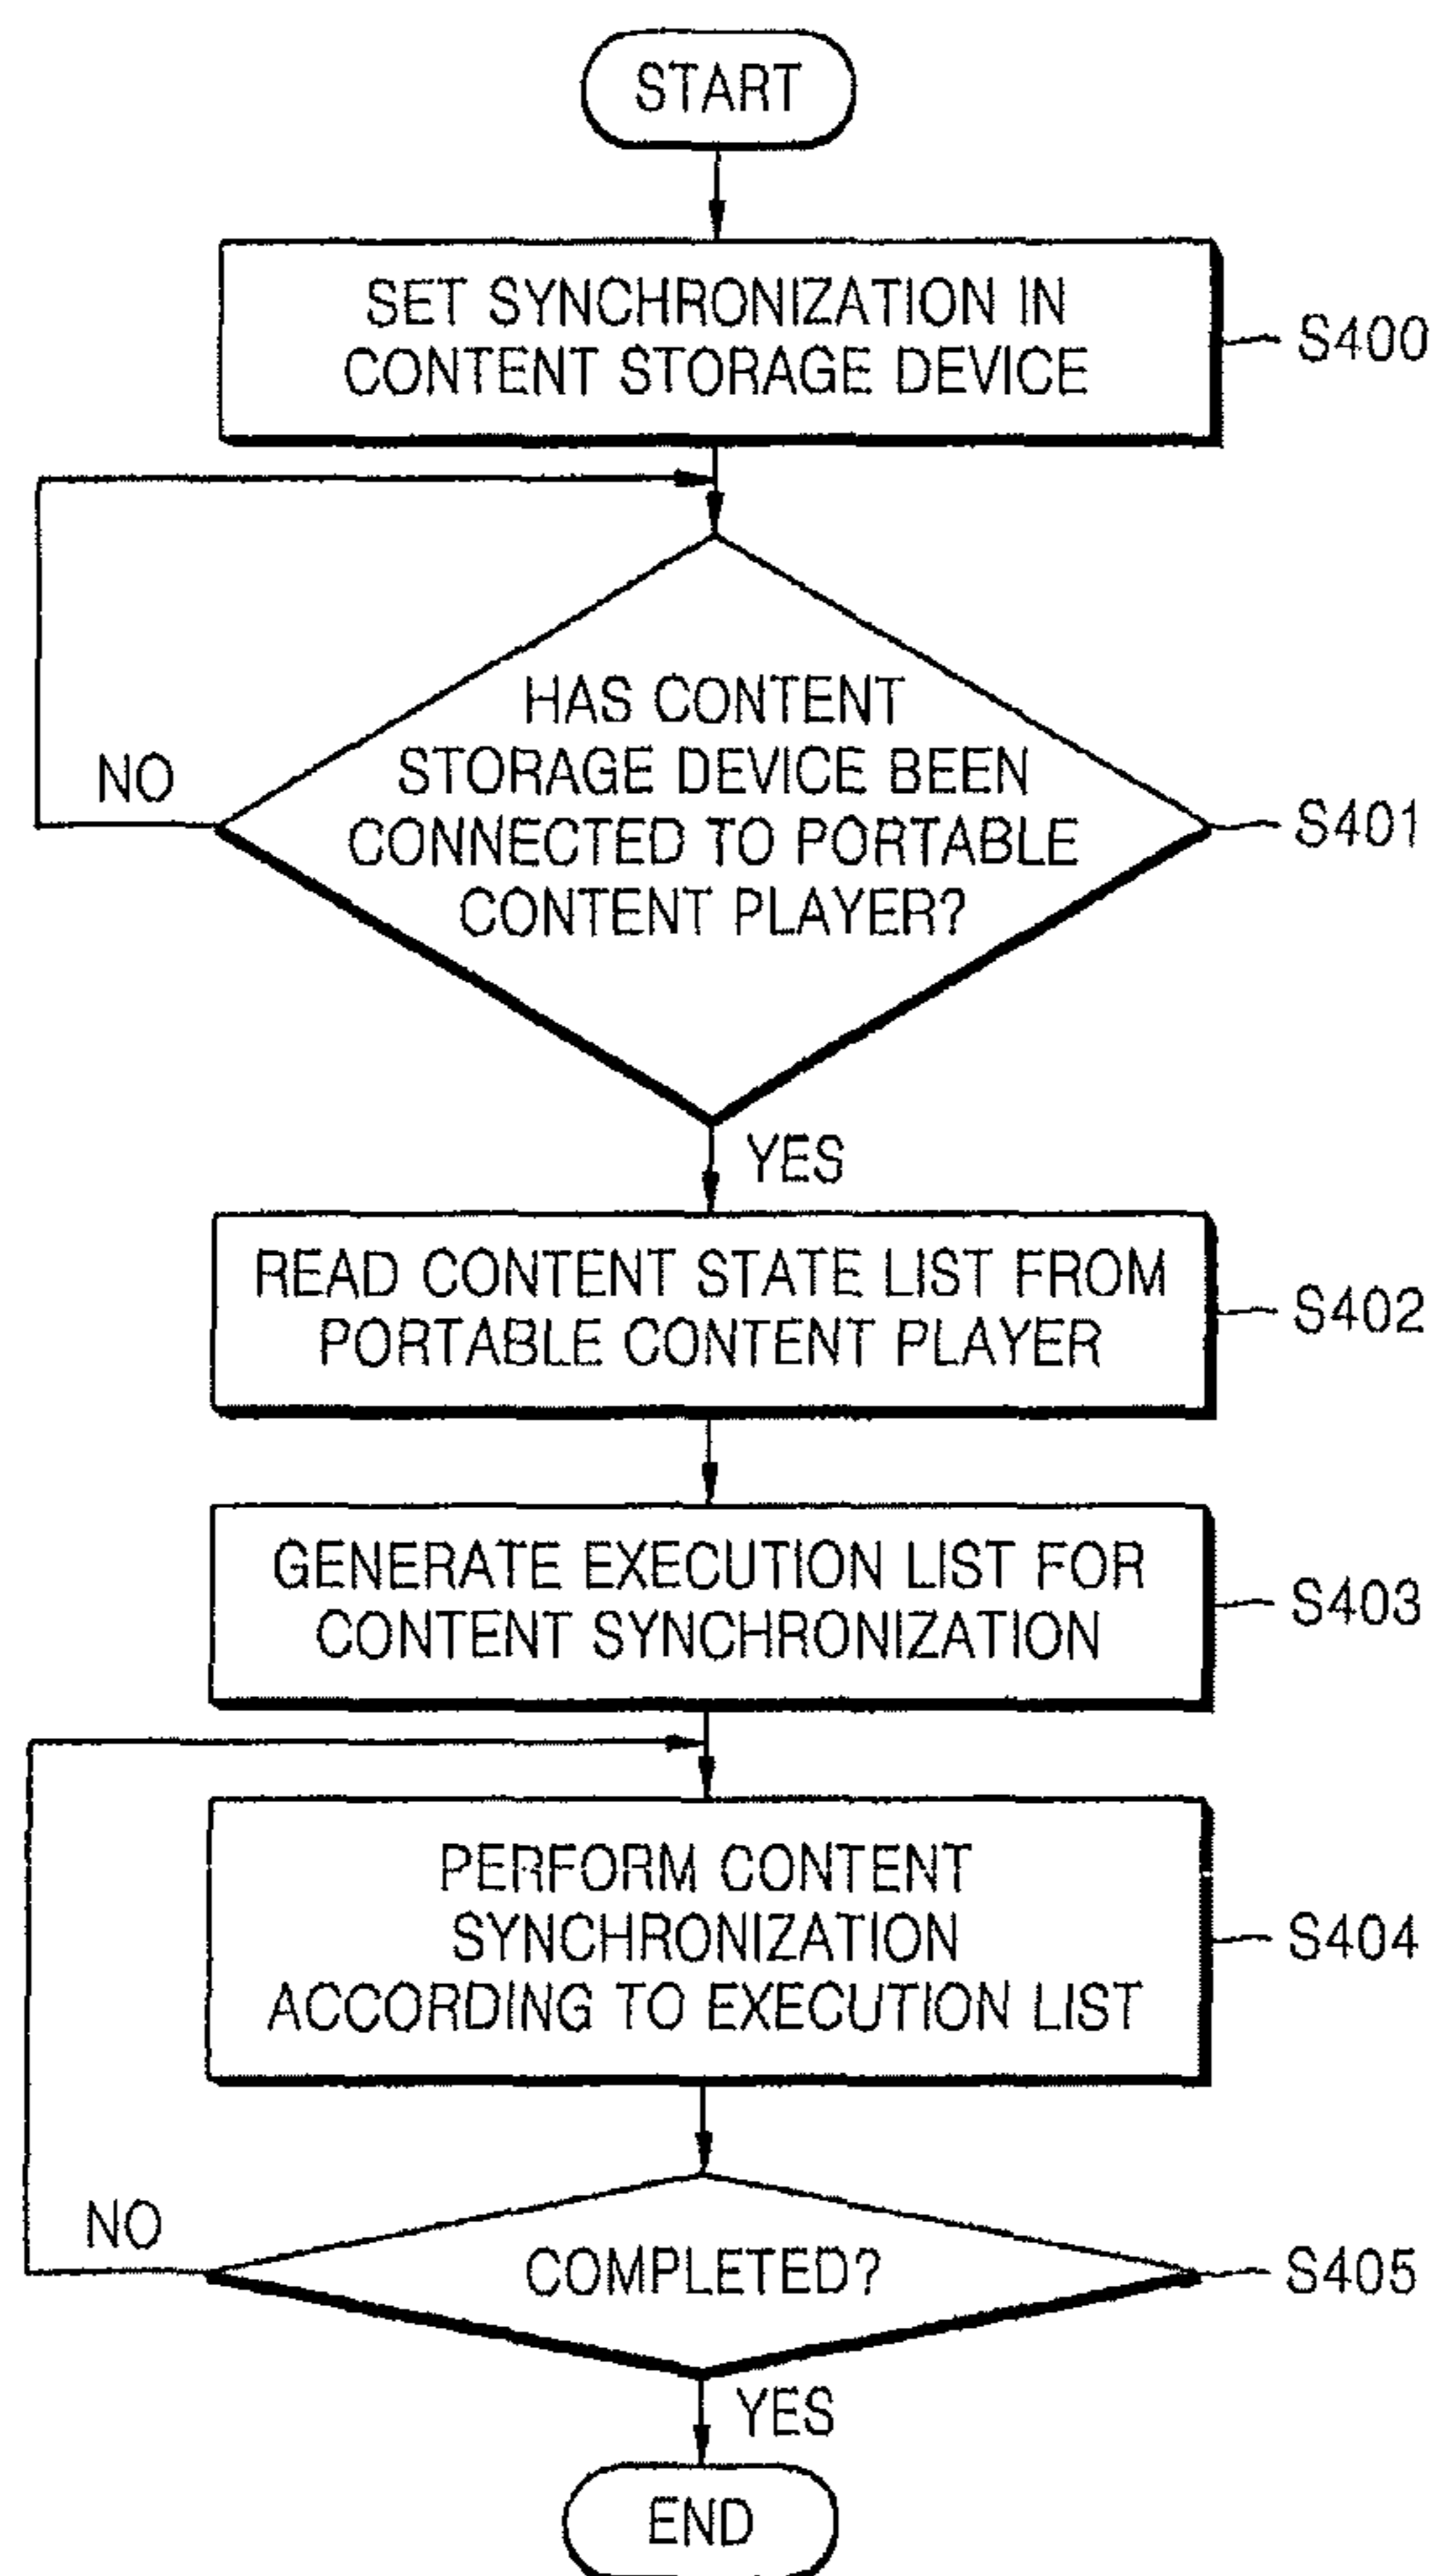 START
SET SYNCHRONIZATION IN
CONTENT STORAGE DEVICE
S400
HAS CONTENT
STORAGE DEVICE BEEN
CONNECTED TO PORTABLE
CONTENT PLAYER?
S401
NO
YES
READ CONTENT STATE LIST FROM
PORTABLE CONTENT PLAYER
S402
GENERATE EXECUTION LIST FOR
CONTENT SYNCHRONIZATION
S403
PERFORM CONTENT
SYNCHRONIZATION
ACCORDING TO EXECUTION LIST
S404
NO
COMPLETED?
S405
YES
END